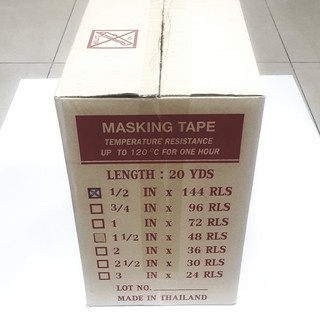 MASKING TAPE
TEMPERATURE RESISTANCE
UP TO 120 °C FOR ONE HOUR
LENGTH : 20 YDS
1/2 IN x 144 RLS
3/4 IN x 96 RLS
1 IN x 72 RLS
1 1/2 IN x 48 RLS
2 IN x 36 RLS
2 1/2 IN x 30 RLS
3 IN x 24 RLS
LOT NO.
MADE IN THAILAND